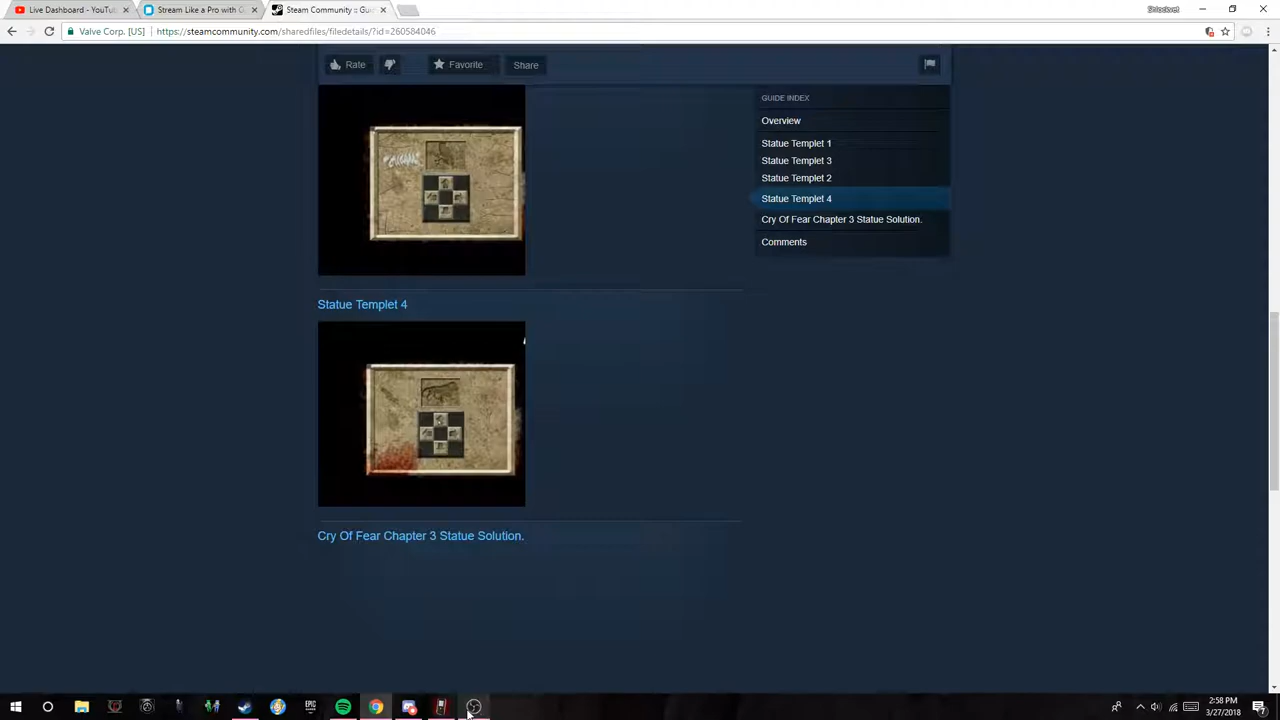 Live Dashboard - YouTub
Stream Like a Pro with G
Steam Community :: Gui
Valve Corp. [US]
https://steamcommunity.com/sharedfiles/filedetails/?id=260584046
Rate
Favorite
Share
GUIDE INDEX
Overview
Statue Templet 1
Statue Templet 3
Statue Templet 2
Statue Templet 4
Cry Of Fear Chapter 3 Statue Solution.
Comments
Statue Templet 4
Cry Of Fear Chapter 3 Statue Solution.
EPIC
2:58 PM
3/27/2018